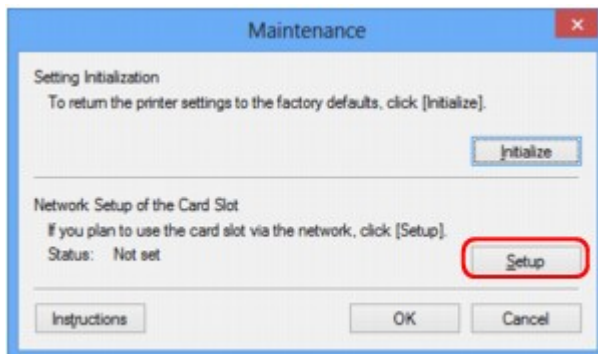 Maintenance
Setting Initialization
To return the printer settings to the factory defaults, click [Initialize].
Initialize
Network Setup of the Card Slot
If you plan to use the card slot via the network, click [Setup].
Status: Not set
Setup
Instructions OK Cancel